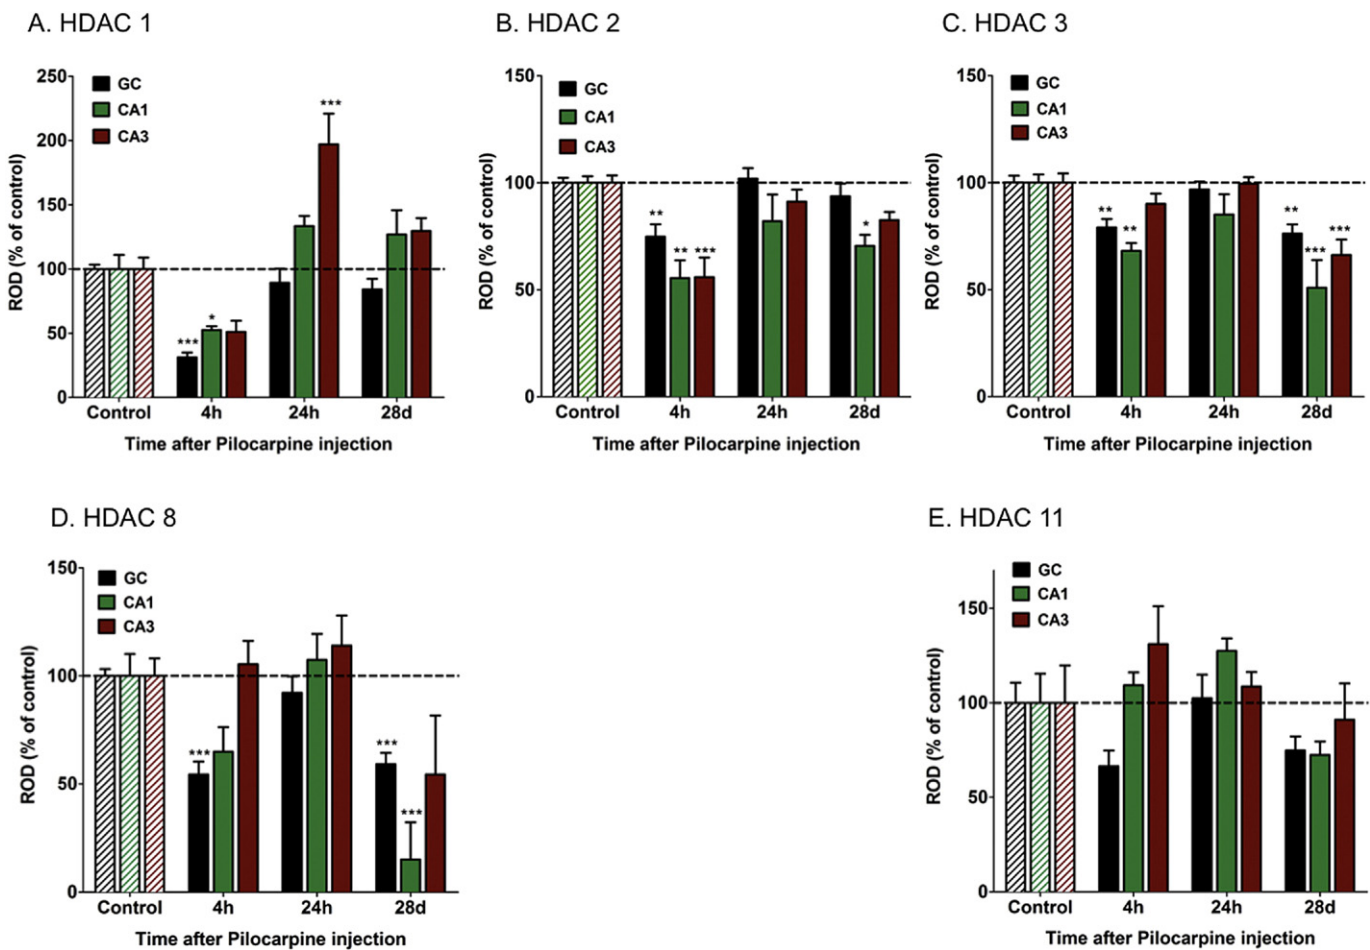 A. HDAC 1
ROD (% of control)
250
200
150
100
50
0
GC
CA1
CA3
***
*
***
Control 4h 24h 28d
Time after Pilocarpine injection
B. HDAC 2
ROD (% of control)
150
100
50
0
GC
CA1
CA3
**
** ***
*
Control 4h 24h 28d
Time after Pilocarpine injection
C. HDAC 3
ROD (% of control)
150
100
50
0
GC
CA1
CA3
**
**
**
***
***
Control 4h 24h 28d
Time after Pilocarpine injection
D. HDAC 8
ROD (% of control)
150
100
50
0
GC
CA1
CA3
***
***
***
Control 4h 24h 28d
Time after Pilocarpine injection
E. HDAC 11
ROD (% of control)
150
100
50
0
GC
CA1
CA3
Control 4h 24h 28d
Time after Pilocarpine injection